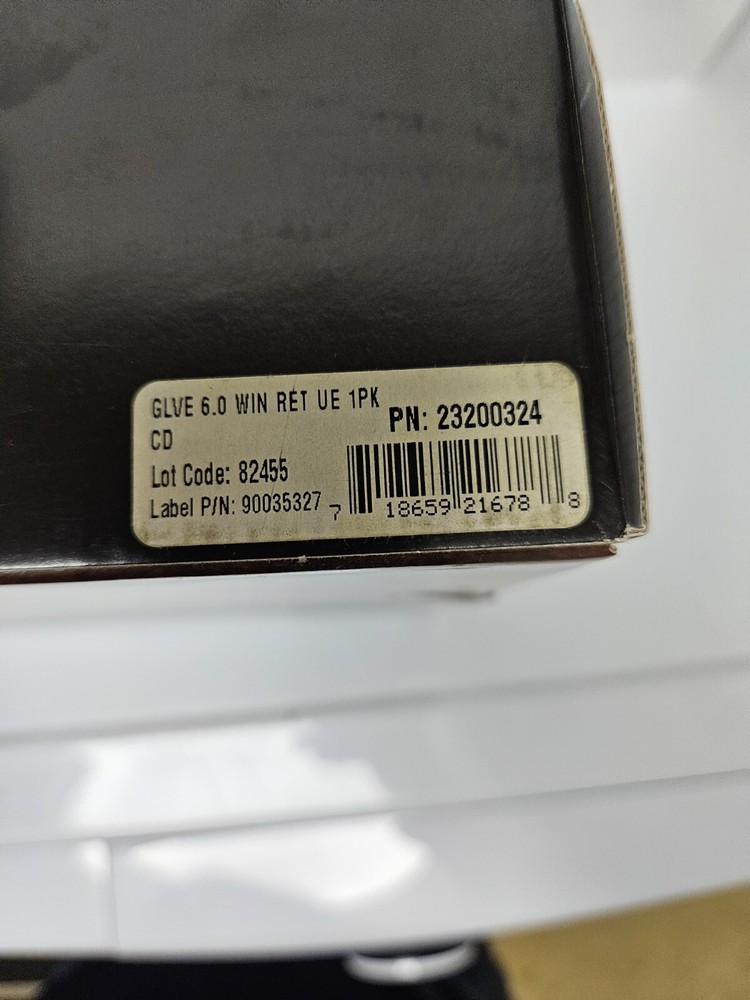 GLVE 6.0 WIN RET UE 1PK
CD
PN: 23200324
Lot Code: 82455
Label P/N: 90035327
7 18659 21678 8